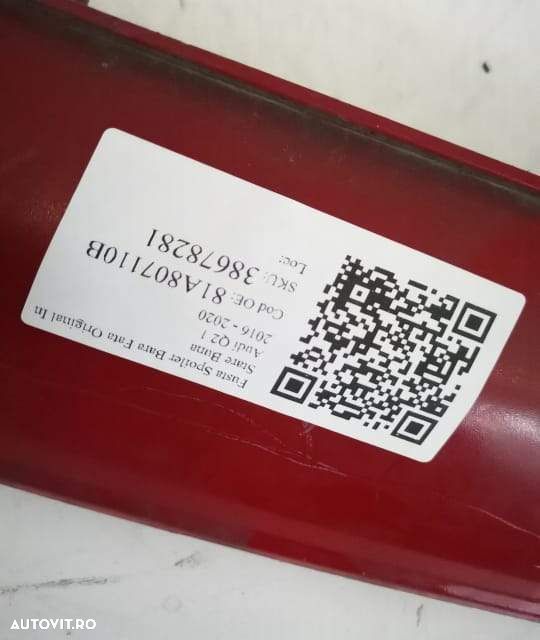 Fusta Spoiler Bara Fata Original In
Stare Buna
Audi Q2 1
2016 - 2020
Cod OE: 81A807110B
SKU: 38678281
Loc:
AUTOVIT.RO